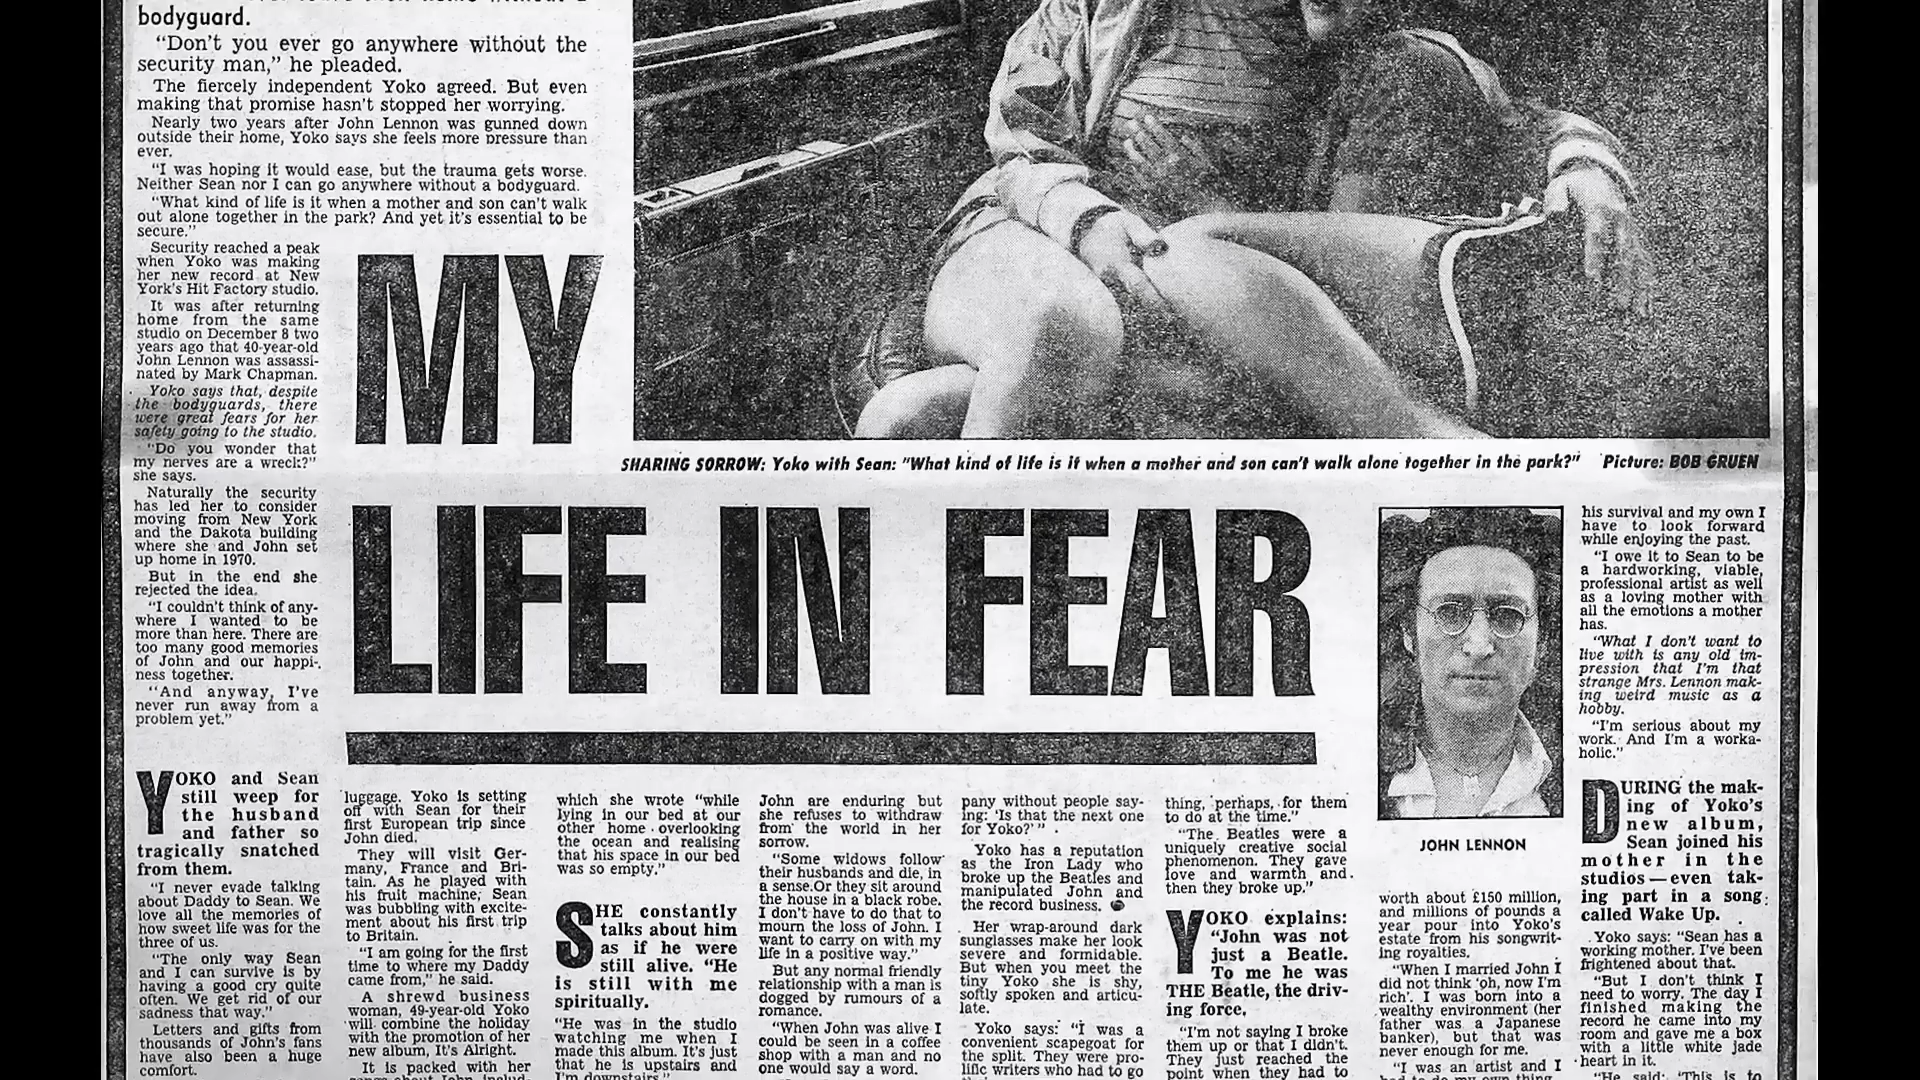 bodyguard.
“Don’t you ever go anywhere without the
security man,” he pleaded.
The fiercely independent Yoko agreed. But even
making that promise hasn’t stopped her worrying.
Nearly two years after John Lennon was gunned down
outside their home, Yoko says she feels more pressure than
ever.
“I was hoping it would ease, but the trauma gets worse.
Neither Sean nor I can go anywhere without a bodyguard.
“What kind of life is it when a mother and son can’t walk
out alone together in the park? And yet it’s essential to be
secure.”
Security reached a peak
when Yoko was making
her new record at New
York’s Hit Factory studio.
It was after returning
home from the same
studio on December 8 two
years ago that 40-year-old
John Lennon was assassi-
nated by Mark Chapman.
Yoko says that, despite
the bodyguards, there
were great fears for her
safety going to the studio.
“Do you wonder that
my nerves are a wreck?”
she says.
Naturally the security
has led her to consider
moving from New York
and the Dakota building
where she and John set
up home in 1970.
But in the end she
rejected the idea.
“I couldn’t think of any-
where I wanted to be
more than here. There are
too many good memories
of John and our happi-
ness together.
“And anyway, I’ve
never run away from a
problem yet.”
MY
LIFE IN FEAR
SHARING SORROW: Yoko with Sean: “What kind of life is it when a mother and son can’t walk alone together in the park?” Picture: BOB GRUEN
YOKO and Sean
still weep for
the husband
and father so
tragically snatched
from them.
“I never evade talking
about Daddy to Sean. We
love all the memories of
how sweet life was for the
three of us.
“The only way Sean
and I can survive is by
having a good cry quite
often. We get rid of our
sadness that way.”
Letters and gifts from
thousands of John’s fans
have also been a huge
comfort.
luggage. Yoko is setting
off with Sean for their
first European trip since
John died.
They will visit Ger-
many, France and Bri-
tain. As he played with
his fruit machine, Sean
was bubbling with excite-
ment about his first trip
to Britain.
“I am going for the first
time to where my Daddy
came from,” he said.
A shrewd business
woman, 49-year-old Yoko
will combine the holiday
with the promotion of her
new album, It’s Alright.
It is packed with her
songs about John, includ-
which she wrote “while
lying in our bed at our
other home overlooking
the ocean and realising
that his space in our bed
was so empty.”
SHE constantly
talks about him
as if he were
still alive. “He
is still with me
spiritually.
“He was in the studio
watching me when I
made this album. It’s just
that he is upstairs and
I’m downstairs.”
John are enduring but
she refuses to withdraw
from the world in her
sorrow.
“Some widows follow
their husbands and die, in
a sense.Or they sit around
the house in a black robe.
I don’t have to do that to
mourn the loss of John. I
want to carry on with my
life in a positive way.”
But any normal friendly
relationship with a man is
dogged by rumours of a
romance.
“When John was alive I
could be seen in a coffee
shop with a man and no
one would say a word.
pany without people say-
ing: ‘Is that the next one
for Yoko?’”
Yoko has a reputation
as the Iron Lady who
broke up the Beatles and
manipulated John and
the record business.
Her wrap-around dark
sunglasses make her look
severe and formidable.
But when you meet the
tiny Yoko she is shy,
softly spoken and articu-
late.
Yoko says: “I was a
convenient scapegoat for
the split. They were pro-
lific writers who had to go
thing, perhaps, for them
to do at the time.”
“The Beatles were a
uniquely creative social
phenomenon. They gave
love and warmth and
then they broke up.”
YOKO explains:
“John was not
just a Beatle.
To me he was
THE Beatle, the driv-
ing force.
“I’m not saying I broke
them up or that I didn’t.
They just reached the
point when they had to
JOHN LENNON
worth about £150 million,
and millions of pounds a
year pour into Yoko’s
estate from his songwrit-
ing royalties.
“When I married John I
did not think ‘oh, now I’m
rich’. I was born into a
wealthy environment (her
father was a Japanese
banker), but that was
never enough for me.
“I was an artist and I
had to do my own thing
his survival and my own I
have to look forward
while enjoying the past.
“I owe it to Sean to be
a hardworking, viable,
professional artist as well
as a loving mother with
all the emotions a mother
has.
“What I don’t want to
live with is any old im-
pression that I’m that
strange Mrs. Lennon mak-
ing weird music as a
hobby.
“I’m serious about my
work. And I’m a worka-
holic.”
DURING the mak-
ing of Yoko’s
new album,
Sean joined his
mother in the
studios—even tak-
ing part in a song
called Wake Up.
Yoko says: “Sean has a
working mother. I’ve been
frightened about that.
“But I don’t think I
need to worry. The day I
finished making the
record he came into my
room and gave me a box
with a little white jade
heart in it.
“He said: ‘This is to